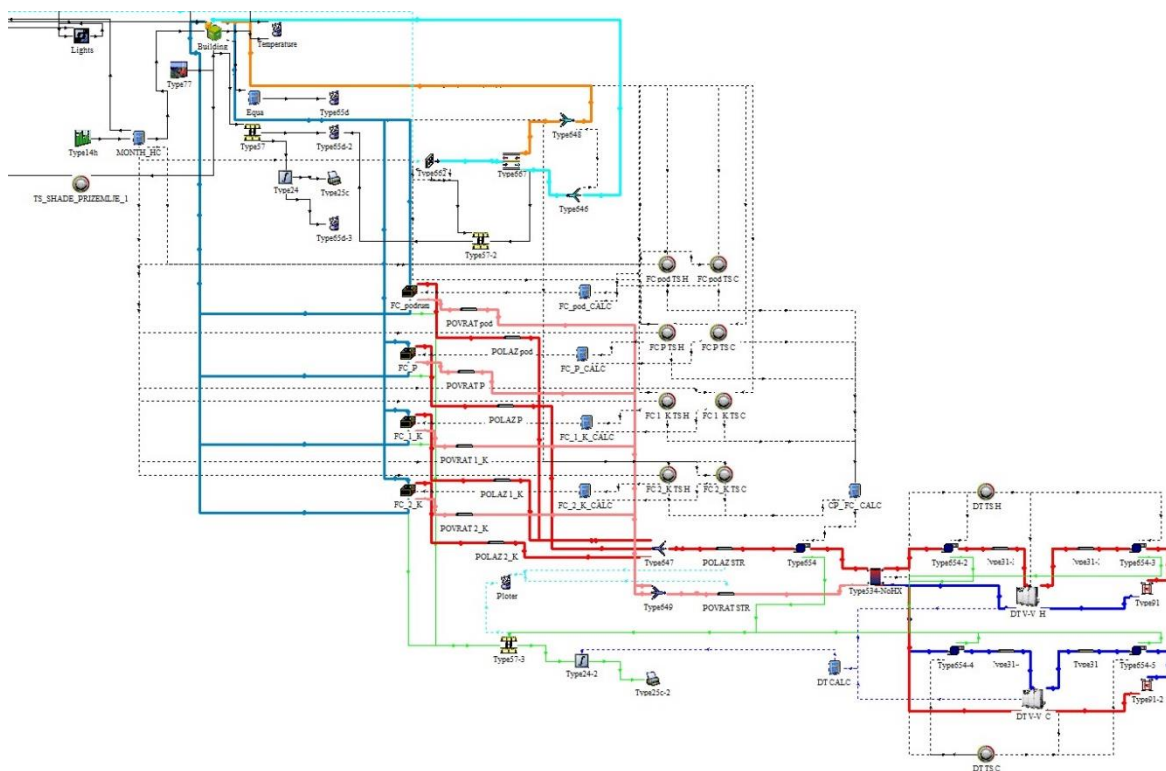 Lights
Building
Temperature
Type77
Equa
Type65d
Type14h
MONTH_HC
Type57
Type65d-2
Type648
Type662
Type667
Type24
Type25c
Type646
TS_SHADE_PRIZEMLJE_1
Type65d-3
Type57-2
FC pod TS H
FC pod TS C
FC_podrum
FC_pod_CALC
POVRAT pod
POLAZ pod
FC P TS H
FC P TS C
FC_P
FC_P_CALC
POVRAT P
POLAZ P
FC 1_K TS H
FC 1_K TS C
FC_1_K
FC_1_K_CALC
POVRAT 1_K
POLAZ 1_K
FC 2_K TS H
FC 2_K TS C
FC_2_K
FC_2_K_CALC
CP_FC_CALC
POVRAT 2_K
POLAZ 2_K
DT TS H
Type647
POLAZ STR
Type654
Type654-2
Type654-3
Ploter
Type649
POVRAT STR
Type534-NoHX
DT V-V H
Type91
Type57-3
Type24-2
Type25c-2
DT CALC
Type654-4
Type31
Type654-5
Type91-2
DT V-V C
DT TS C